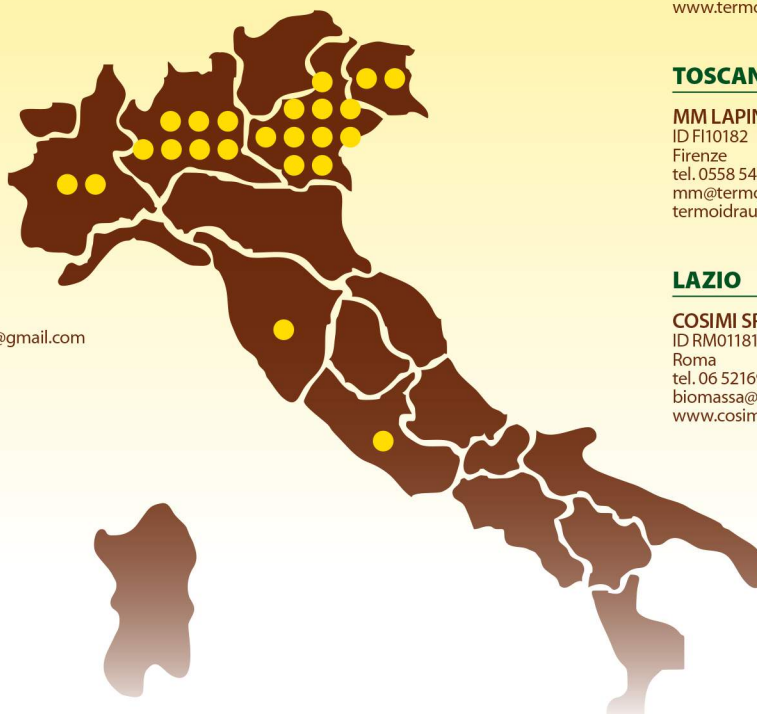 www.termo
TOSCAN
MM LAPIN
ID FI10182
Firenze
tel. 0558 54
mm@termo
termoidrau
LAZIO
COSIMI SP
ID RM01181
Roma
tel. 06 5216
biomassa@
www.cosim
@gmail.com